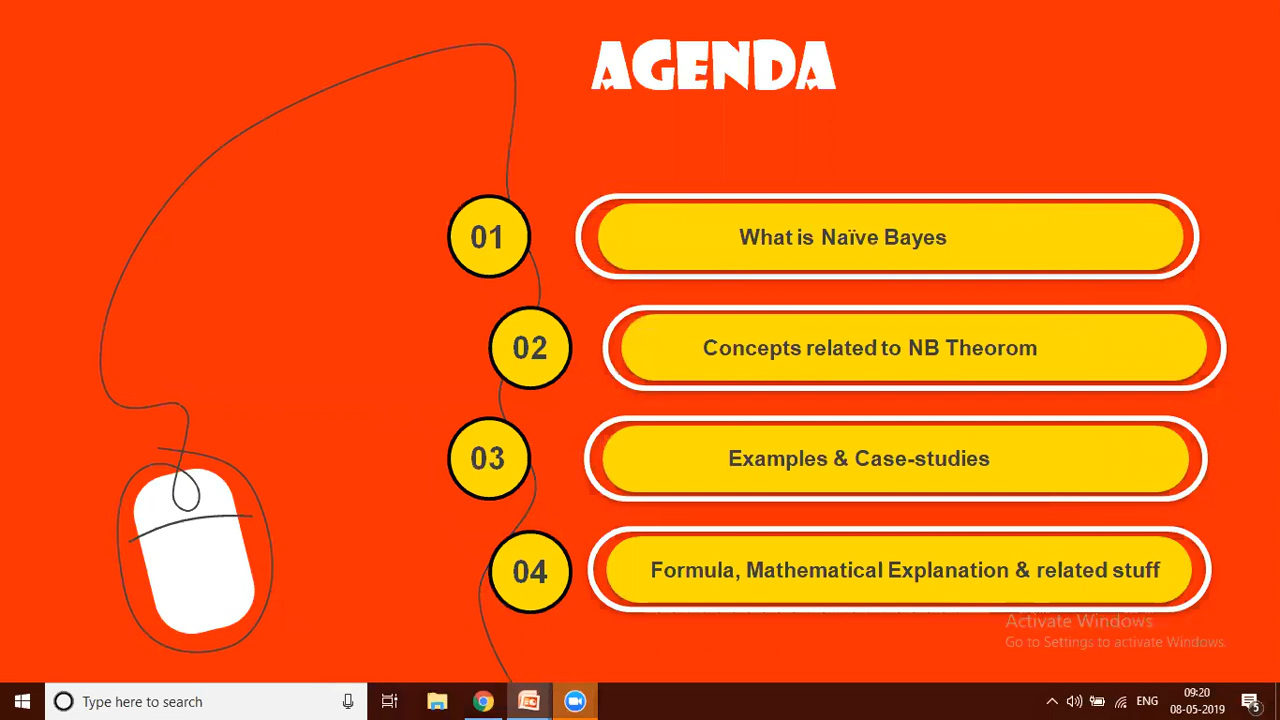 AGENDA
01
What is Naïve Bayes
02
Concepts related to NB Theorom
03
Examples & Case-studies
04
Formula, Mathematical Explanation & related stuff
Activate Windows
Go to Settings to activate Windows.
Type here to search
ENG
09:20
08-05-2019
5